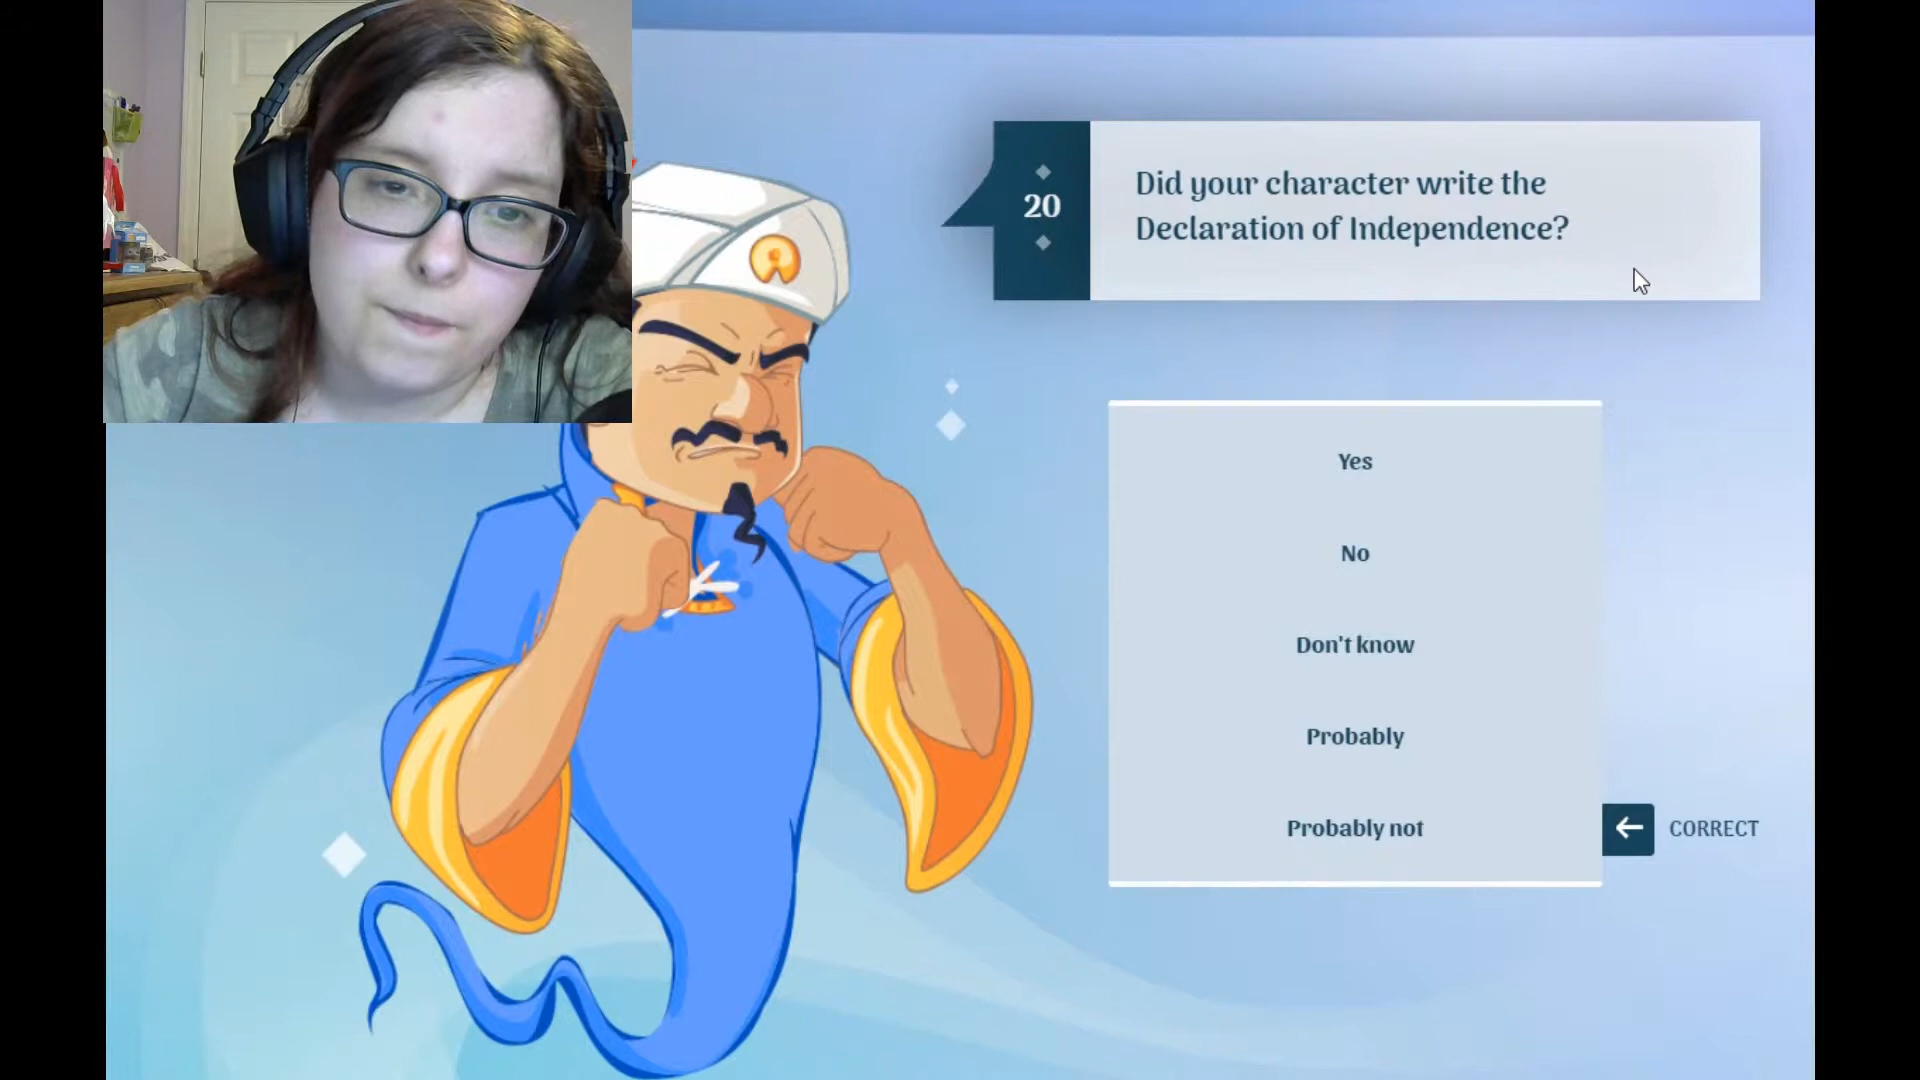 20
Did your character write the
Declaration of Independence?
Yes
No
Don't know
Probably
Probably not
CORRECT